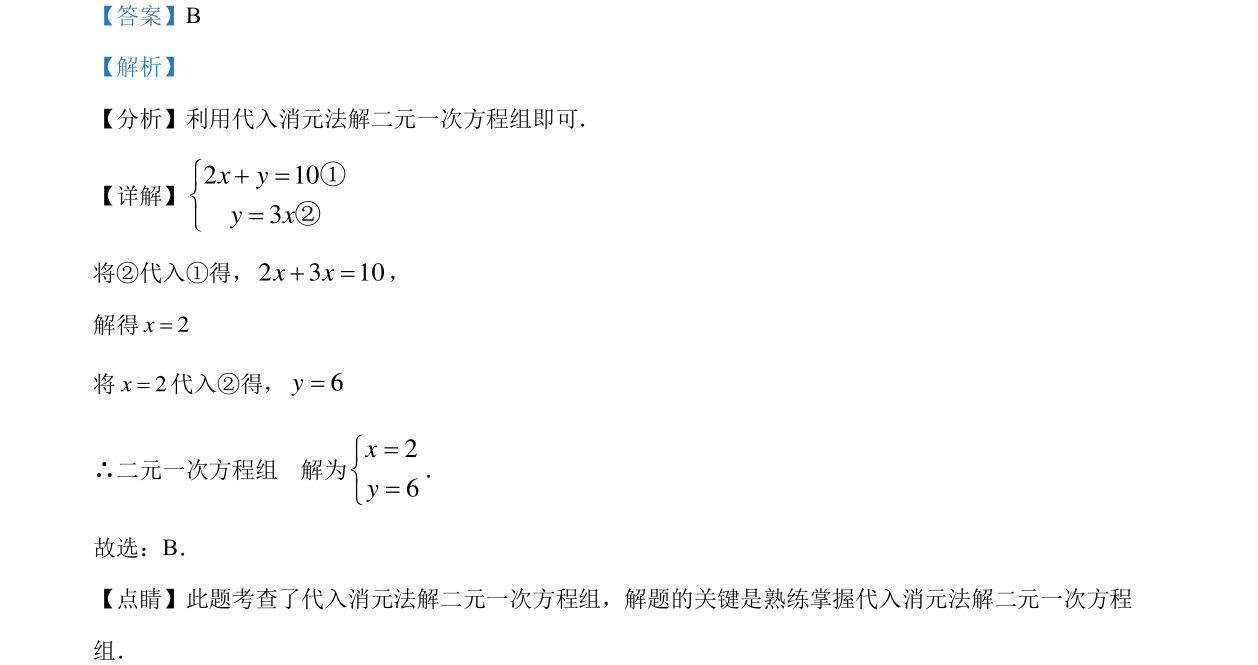 【答案】B
【解析】
【分析】利用代入消元法解二元一次方程组即可．
【详解】{2x+y=10①
y=3x②
将②代入①得，2x+3x=10，
解得x=2
将x=2代入②得，y=6
∴二元一次方程组 解为{x=2
y=6．
故选：B．
【点睛】此题考查了代入消元法解二元一次方程组，解题的关键是熟练掌握代入消元法解二元一次方程
组．